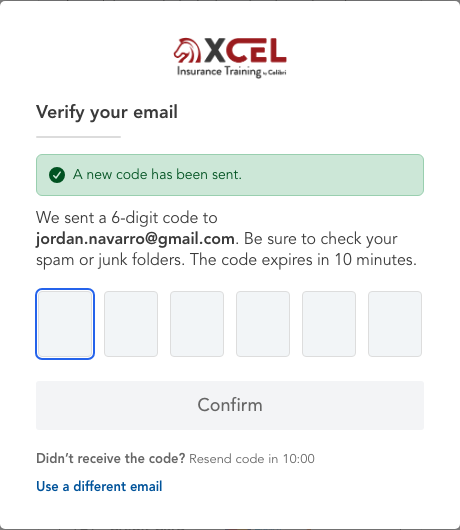 XCEL
Insurance Training by Calibri
Verify your email
A new code has been sent.
We sent a 6-digit code to
jordan.navarro@gmail.com. Be sure to check your
spam or junk folders. The code expires in 10 minutes.
Confirm
Didn’t receive the code? Resend code in 10:00
Use a different email